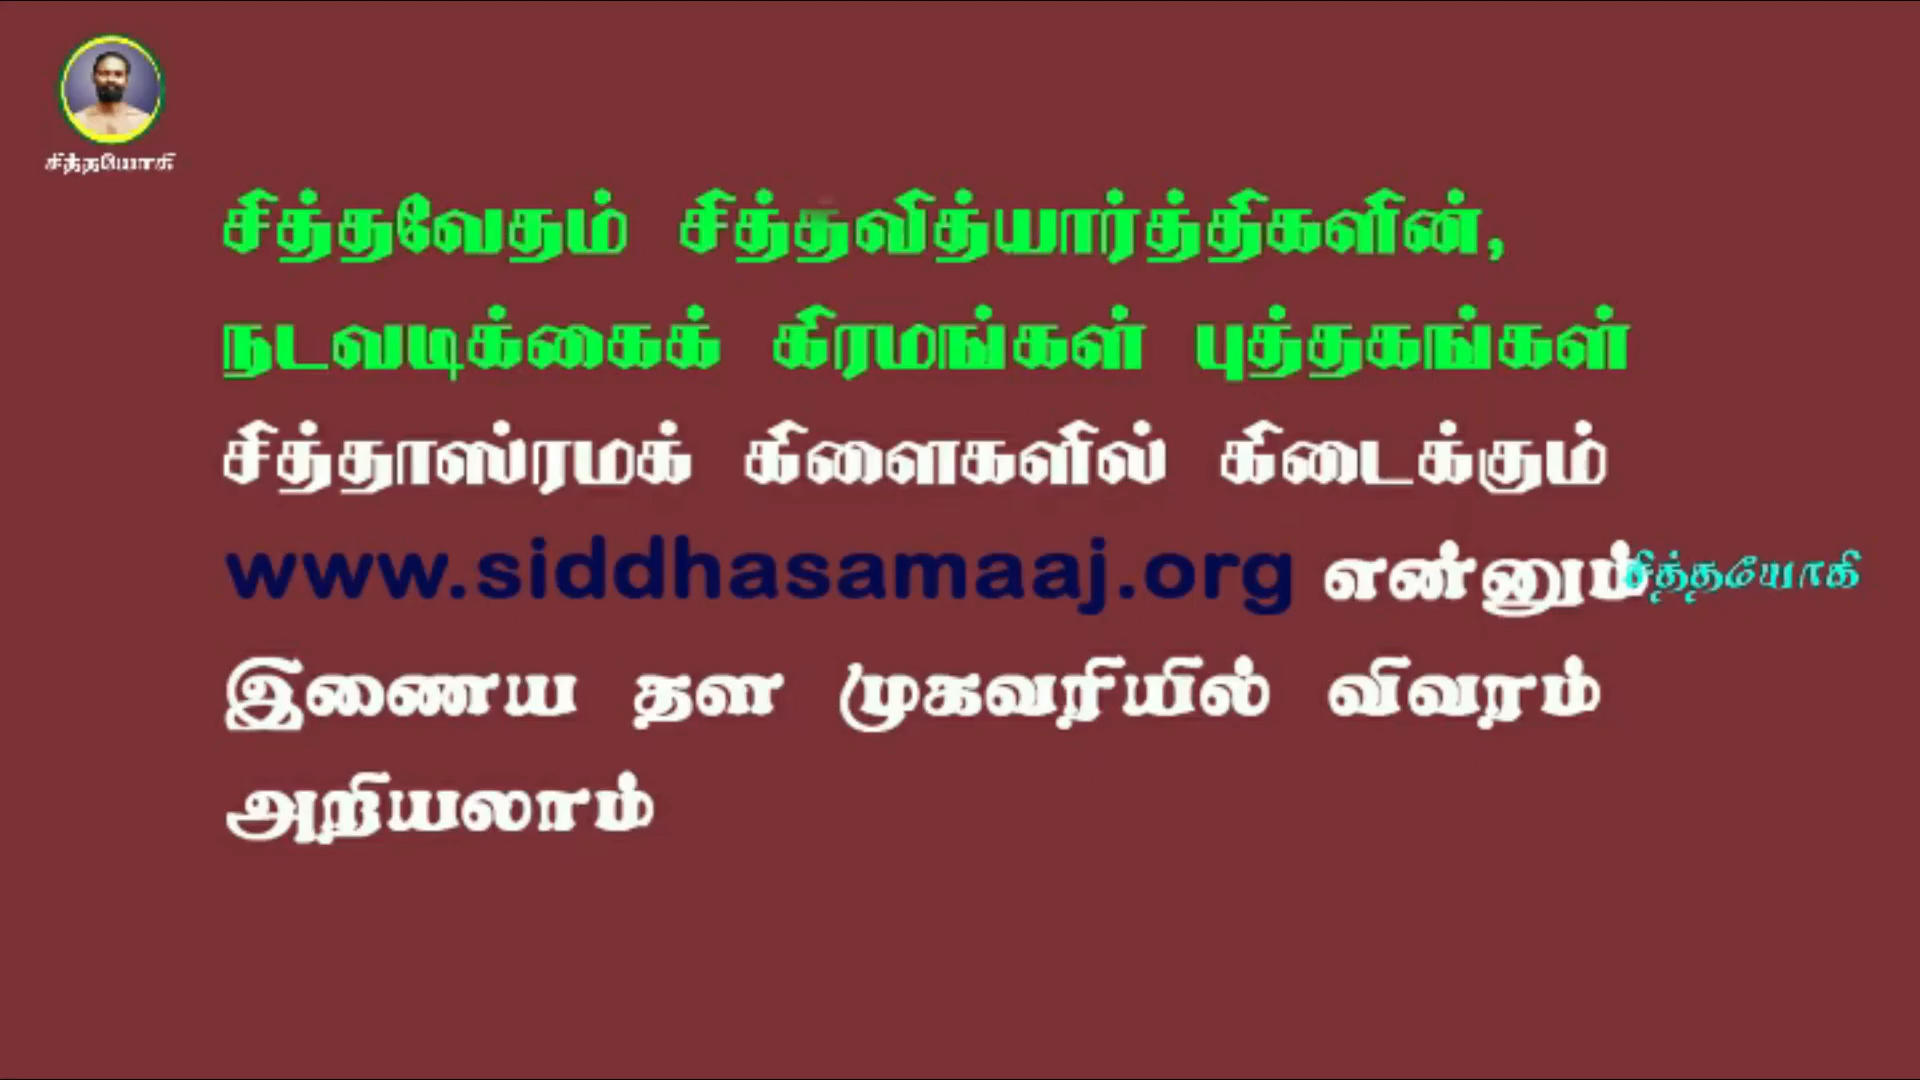 சித்தயோகி
சித்தவேதம் சித்தவித்யார்த்திகளின்,
நடவடிக்கைக் கிரமங்கள் புத்தகங்கள்
சித்தாஸ்ரமக் கிளைகளில் கிடைக்கும்
www.siddhasamaaj.org என்னும் சித்தயோகி
இணைய தள முகவரியில் விவரம்
அறியலாம்